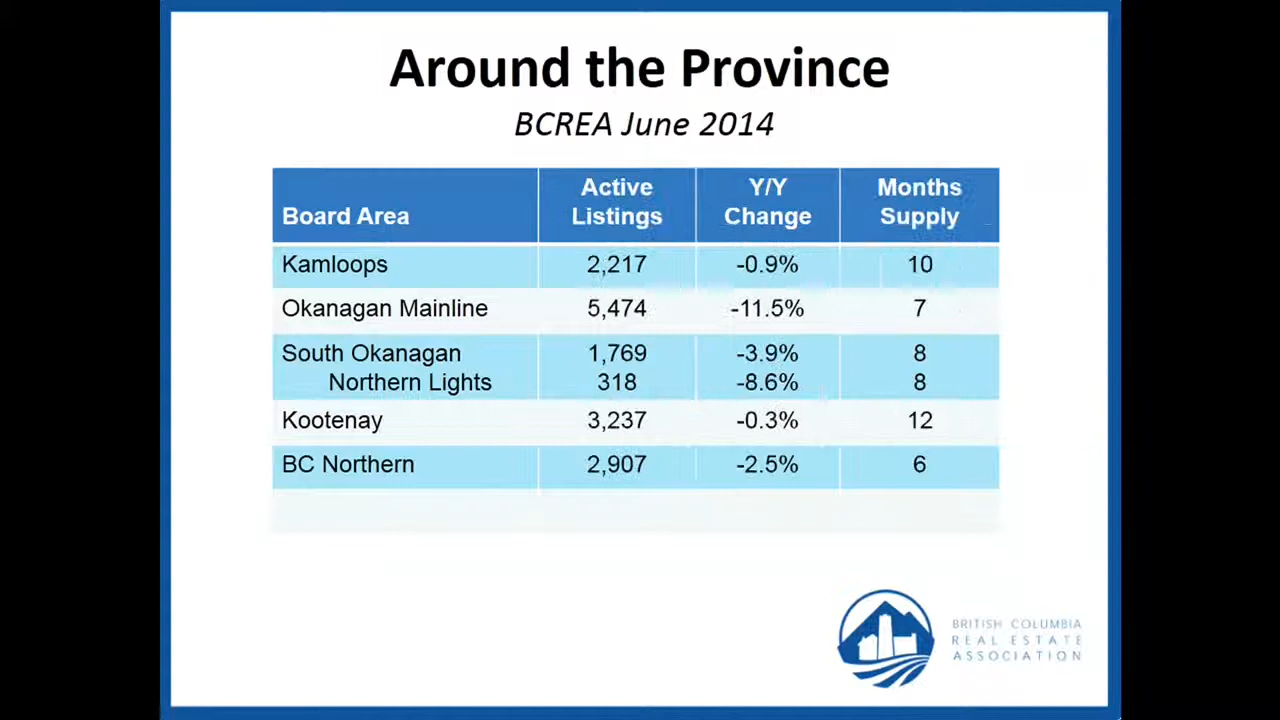 Around the Province
BCREA June 2014
Board Area Active Listings Y/Y Change Months Supply
Kamloops 2,217 -0.9% 10
Okanagan Mainline 5,474 -11.5% 7
South Okanagan 1,769 -3.9% 8
Northern Lights 318 -8.6% 8
Kootenay 3,237 -0.3% 12
BC Northern 2,907 -2.5% 6
BRITISH COLUMBIA
REAL ESTATE
ASSOCIATION